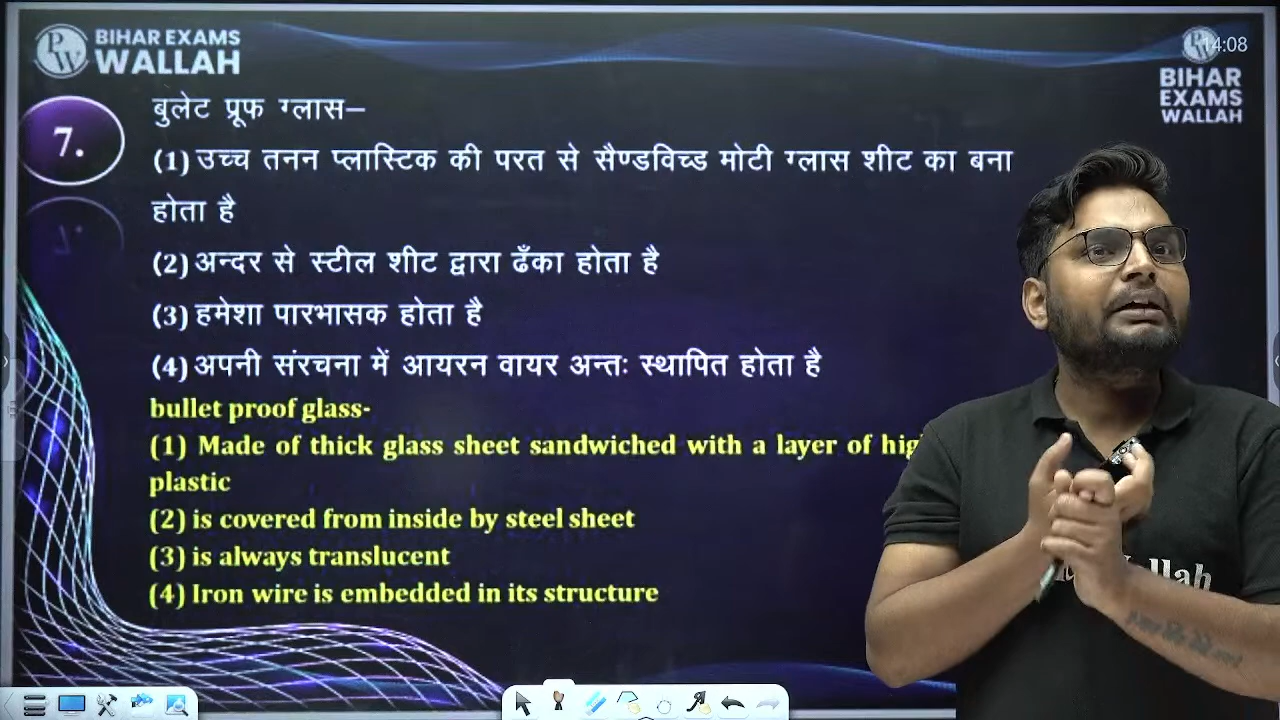 BIHAR EXAMS
WALLAH
14:08
BIHAR
EXAMS
WALLAH
7.
बुलेट प्रूफ ग्लास–
(1) उच्च तनन प्लास्टिक की परत से सैण्डविच्ड मोटी ग्लास शीट का बना
होता है
(2) अन्दर से स्टील शीट द्वारा ढँका होता है
(3) हमेशा पारभासक होता है
(4) अपनी संरचना में आयरन वायर अन्तः स्थापित होता है
bullet proof glass-
(1) Made of thick glass sheet sandwiched with a layer of
plastic
(2) is covered from inside by steel sheet
(3) is always translucent
(4) Iron wire is embedded in its structure